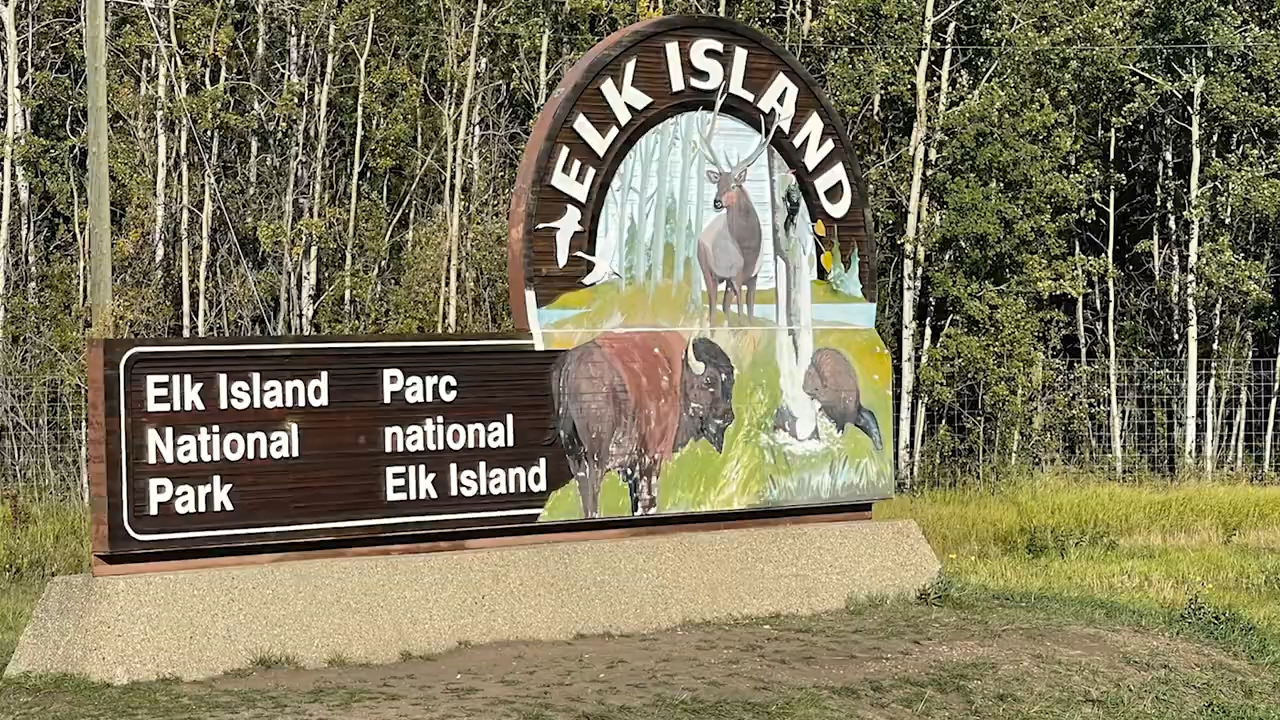 ELK ISLAND
Elk Island
National
Park
Parc
national
Elk Island